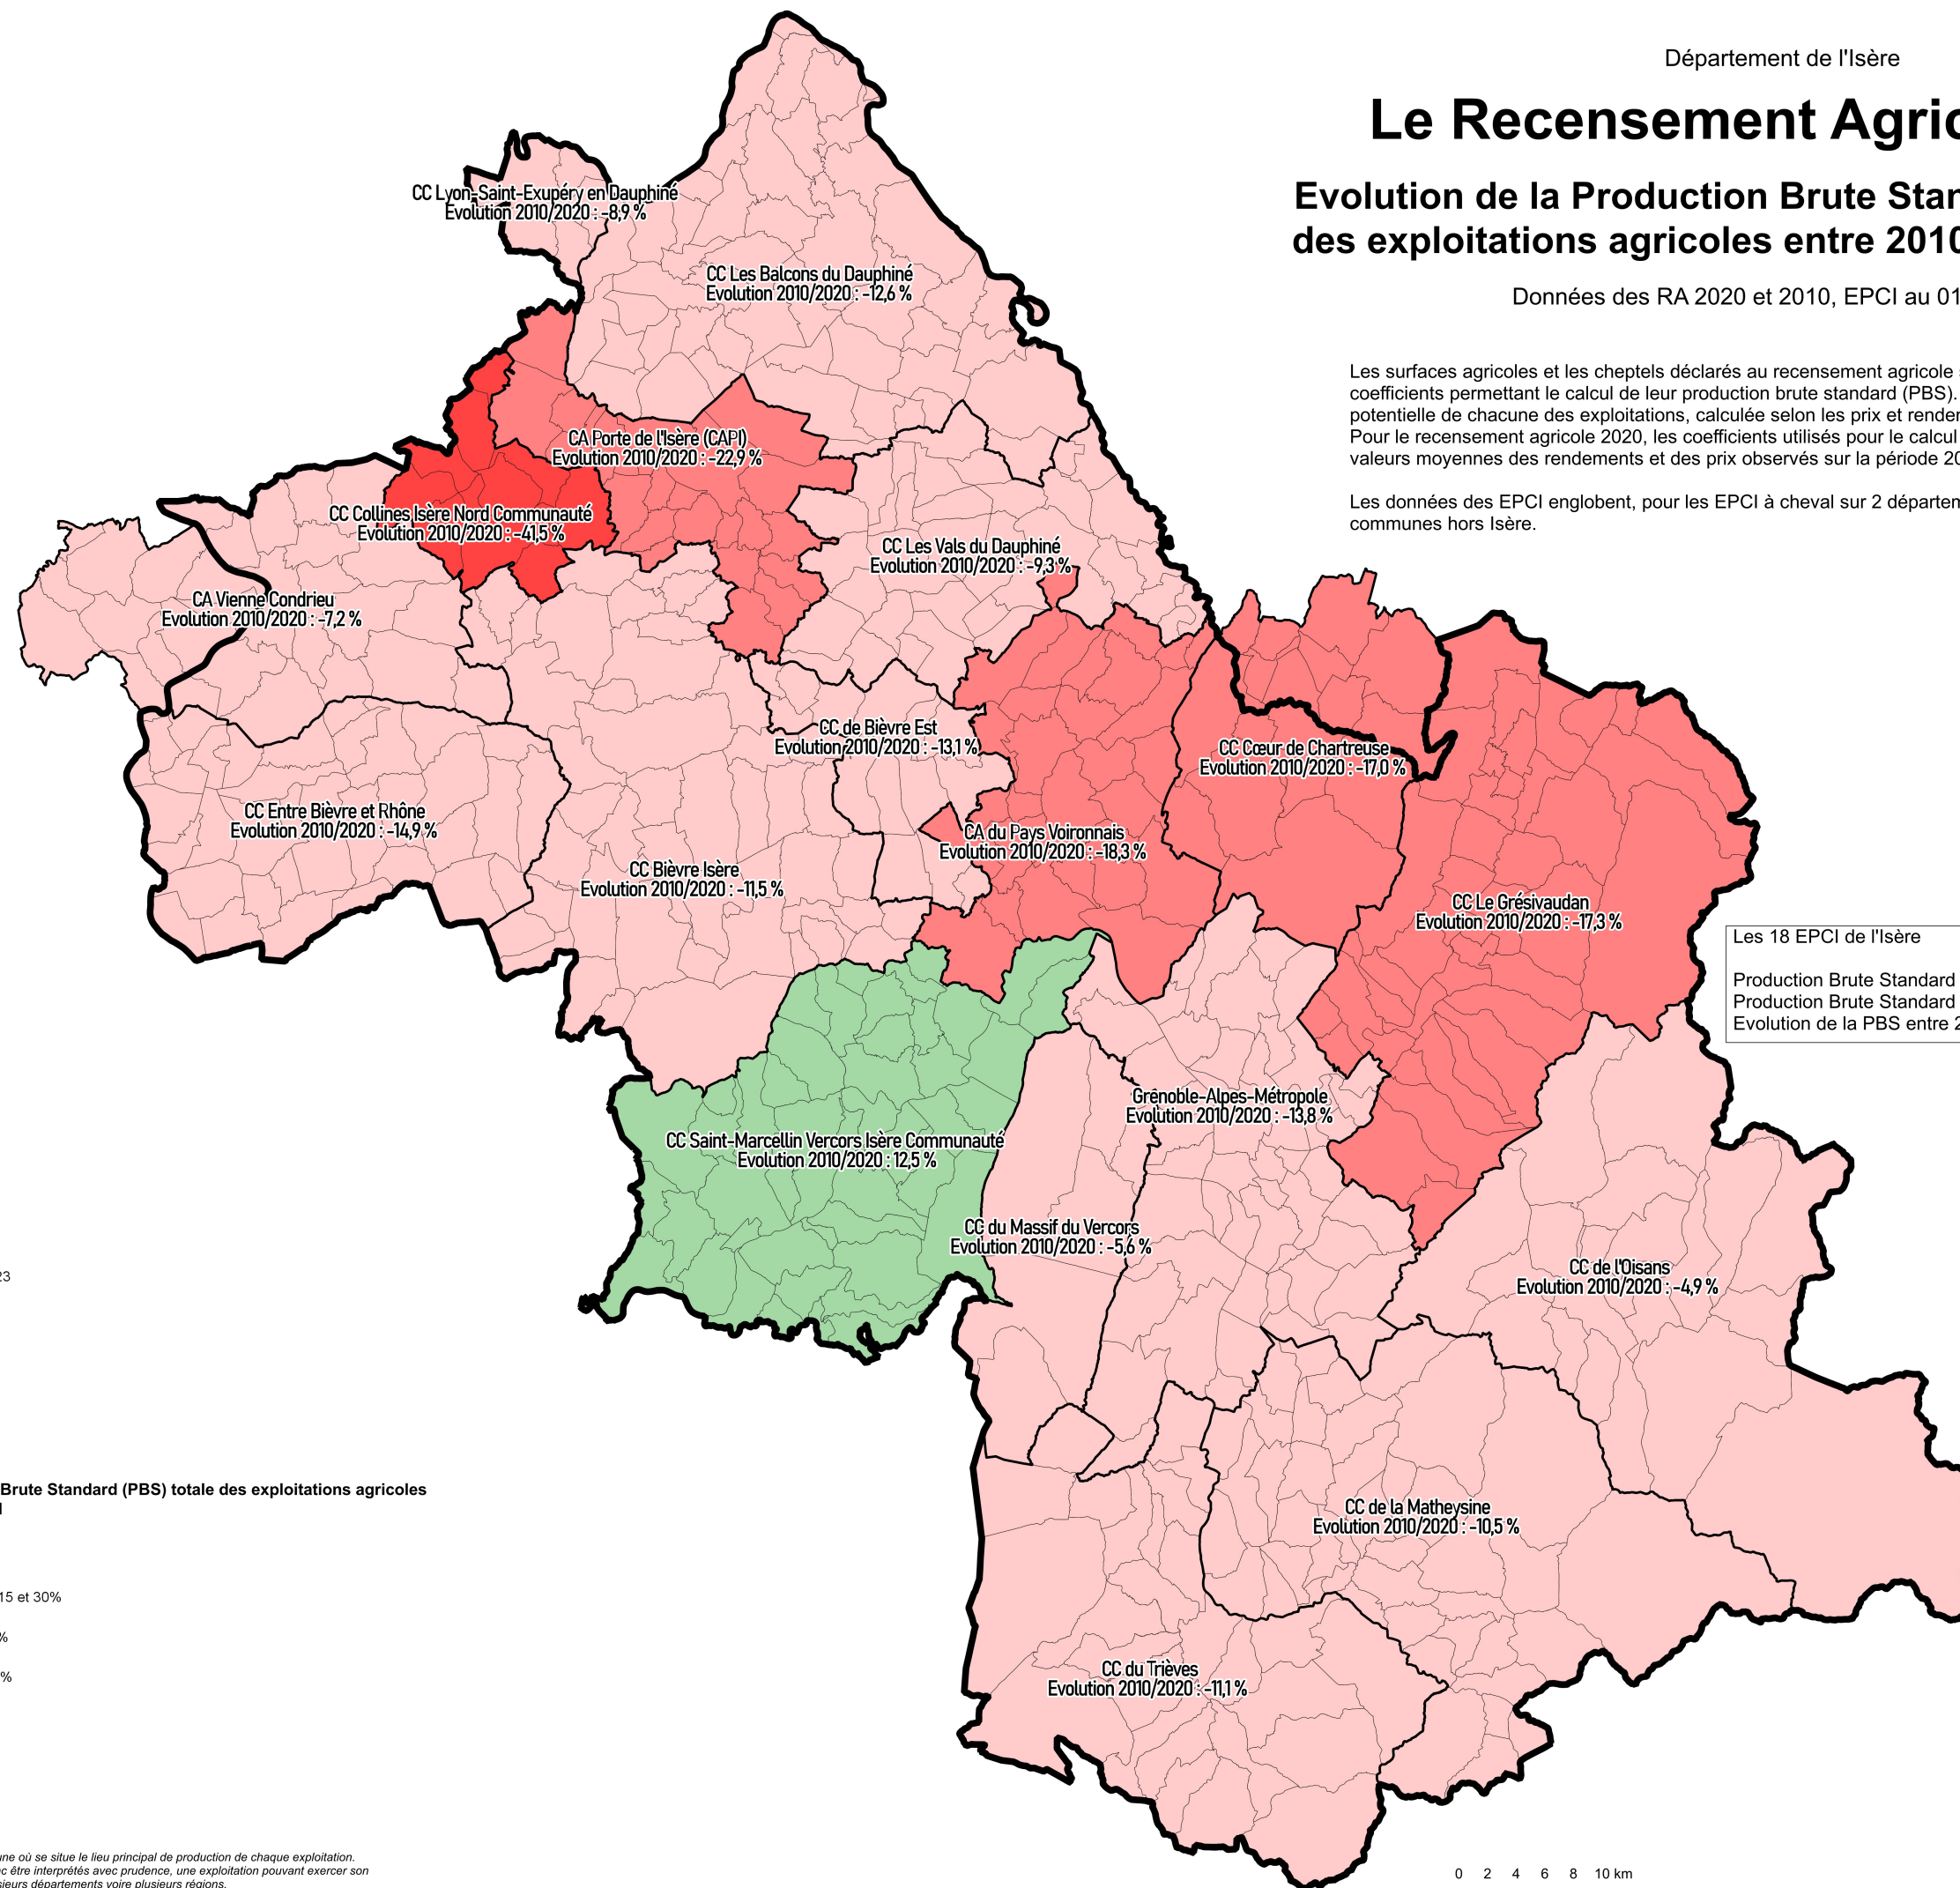 Département de l'Isère
Le Recensement Agric
Evolution de la Production Brute Stan
des exploitations agricoles entre 2010
Données des RA 2020 et 2010, EPCI au 01
Les surfaces agricoles et les cheptels déclarés au recensement agricole
coefficients permettant le calcul de leur production brute standard (PBS).
potentielle de chacune des exploitations, calculée selon les prix et render
Pour le recensement agricole 2020, les coefficients utilisés pour le calcul
valeurs moyennes des rendements et des prix observés sur la période 20
Les données des EPCI englobent, pour les EPCI à cheval sur 2 départem
communes hors Isère.
CC Lyon-Saint-Exupéry en Dauphiné
Evolution 2010/2020 : -8,9 %
CC Les Balcons du Dauphiné
Evolution 2010/2020 : -12,6 %
CA Porte de l'Isère (CAPI)
Evolution 2010/2020 : -22,9 %
CC Collines Isère Nord Communauté
Evolution 2010/2020 : -41,5 %
CC Les Vals du Dauphiné
Evolution 2010/2020 : -9,3 %
CA Vienne Condrieu
Evolution 2010/2020 : -7,2 %
CC de Bièvre Est
Evolution 2010/2020 : -13,1 %
CC Cœur de Chartreuse
Evolution 2010/2020 : -17,0 %
CC Entre Bièvre et Rhône
Evolution 2010/2020 : -14,9 %
CA du Pays Voironnais
Evolution 2010/2020 : -18,3 %
CC Bièvre Isère
Evolution 2010/2020 : -11,5 %
CC Le Grésivaudan
Evolution 2010/2020 : -17,3 %
Les 18 EPCI de l'Isère
Production Brute Standard
Production Brute Standard
Evolution de la PBS entre 2
Grenoble-Alpes-Métropole
Evolution 2010/2020 : -13,8 %
CC Saint-Marcellin Vercors Isère Communauté
Evolution 2010/2020 : 12,5 %
CC du Massif du Vercors
Evolution 2010/2020 : -5,6 %
CC de l'Oisans
Evolution 2010/2020 : -4,9 %
23
Brute Standard (PBS) totale des exploitations agricoles
CC de la Matheysine
Evolution 2010/2020 : -10,5 %
15 et 30%
%
%
CC du Trièves
Evolution 2010/2020 : -11,1 %
une où se situe le lieu principal de production de chaque exploitation.
c être interprétés avec prudence, une exploitation pouvant exercer son
sieurs départements voire plusieurs régions.
0 2 4 6 8 10 km